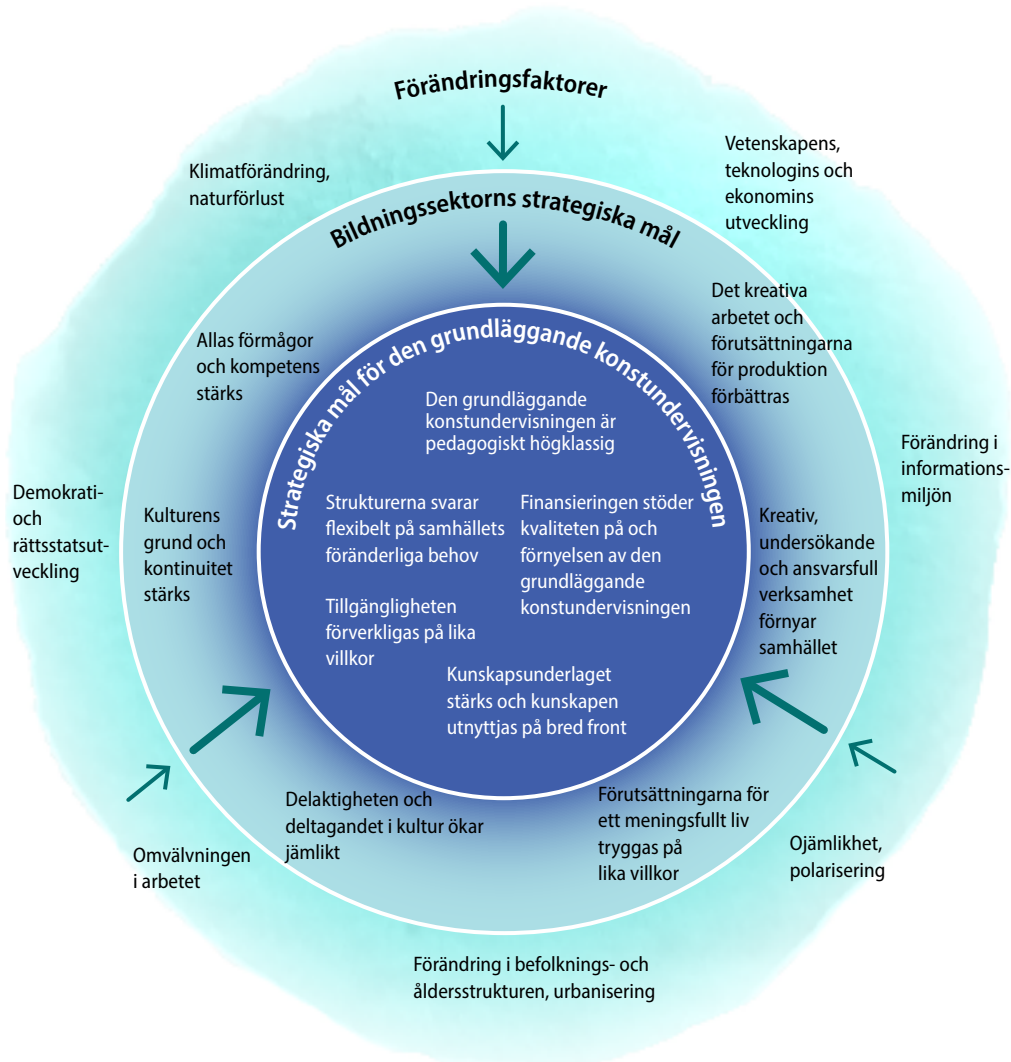 Förändringsfaktorer
Klimatförändring,
naturförlust
Vetenskapens,
teknologins och
ekonomins
utveckling
Förändring i
informations-
miljön
Ojämlikhet,
polarisering
Förändring i befolknings- och
åldersstrukturen, urbanisering
Omvälvningen
i arbetet
Demokrati-
och
rättsstatsut-
veckling
Bildningssektorns strategiska mål
Allas förmågor
och kompetens
stärks
Det kreativa
arbetet och
förutsättningarna
för produktion
förbättras
Kreativ,
undersökande
och ansvarsfull
verksamhet
förnyar
samhället
Förutsättningarna för
ett meningsfullt liv
tryggas på
lika villkor
Delaktigheten och
deltagandet i kultur ökar
jämlikt
Kulturens
grund och
kontinuitet
stärks
Strategiska mål för den grundläggande konstundervisningen
Den grundläggande
konstundervisningen är
pedagogiskt högklassig
Strukturerna svarar
flexibelt på samhällets
föränderliga behov
Finansieringen stöder
kvaliteten på och
förnyelsen av den
grundläggande
konstundervisningen
Tillgängligheten
förverkligas på lika
villkor
Kunskapsunderlaget
stärks och kunskapen
utnyttjas på bred front